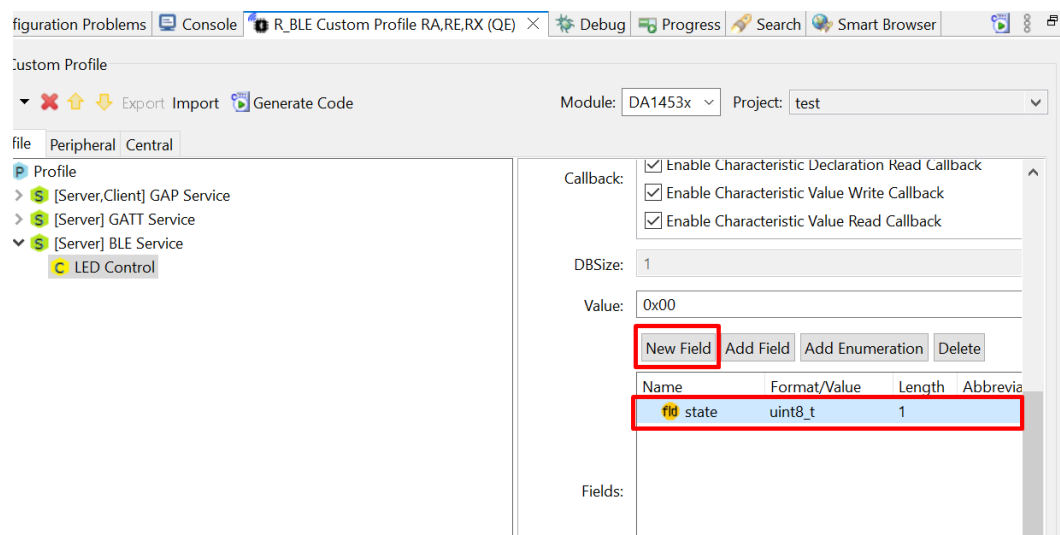 figuration Problems Console R_BLE Custom Profile RA,RE,RX (QE) Debug Progress Search Smart Browser
Custom Profile
Export Import Generate Code Module: DA1453x Project: test
file Peripheral Central
P Profile
S [Server,Client] GAP Service
S [Server] GATT Service
S [Server] BLE Service
C LED Control
Callback:
Enable Characteristic Declaration Read Callback
Enable Characteristic Value Write Callback
Enable Characteristic Value Read Callback
DBSize: 1
Value: 0x00
New Field Add Field Add Enumeration Delete
Name Format/Value Length Abbrevia
fld state uint8_t 1
Fields: